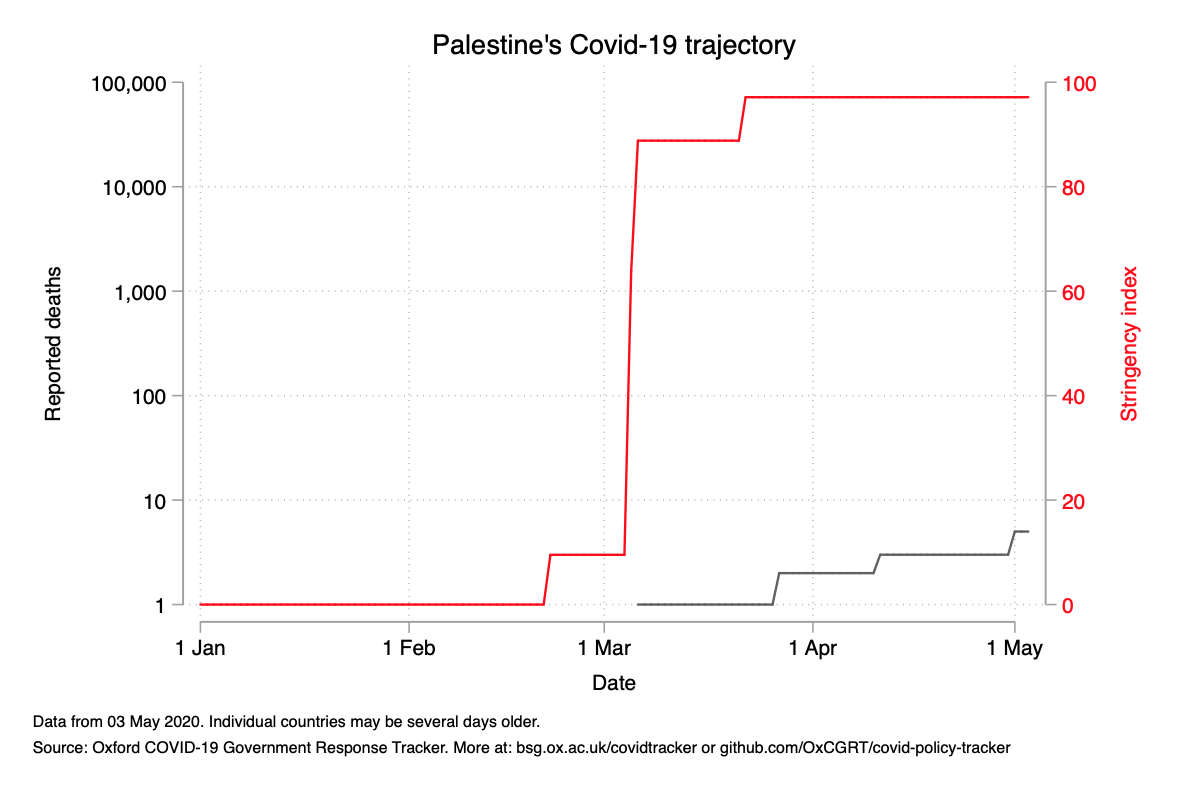 Palestine's Covid-19 trajectory
100,000
10,000
1,000
100
10
1
Reported deaths
100
80
60
40
20
0
Stringency index
1 Jan
1 Feb
1 Mar
1 Apr
1 May
Date
Data from 03 May 2020. Individual countries may be several days older.
Source: Oxford COVID-19 Government Response Tracker. More at: bsg.ox.ac.uk/covidtracker or github.com/OxCGRT/covid-policy-tracker